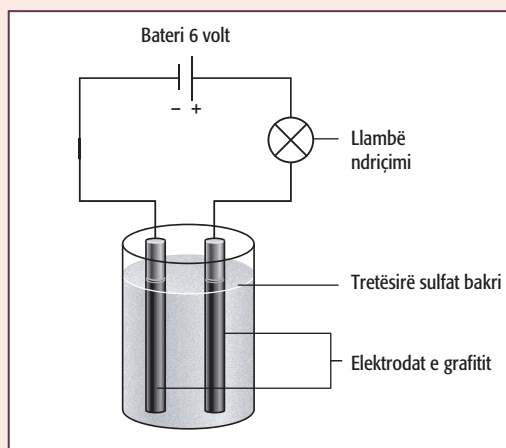 Bateri 6 volt
− +
Llambë
ndriçimi
Tretësirë sulfat bakri
Elektrodat e grafitit